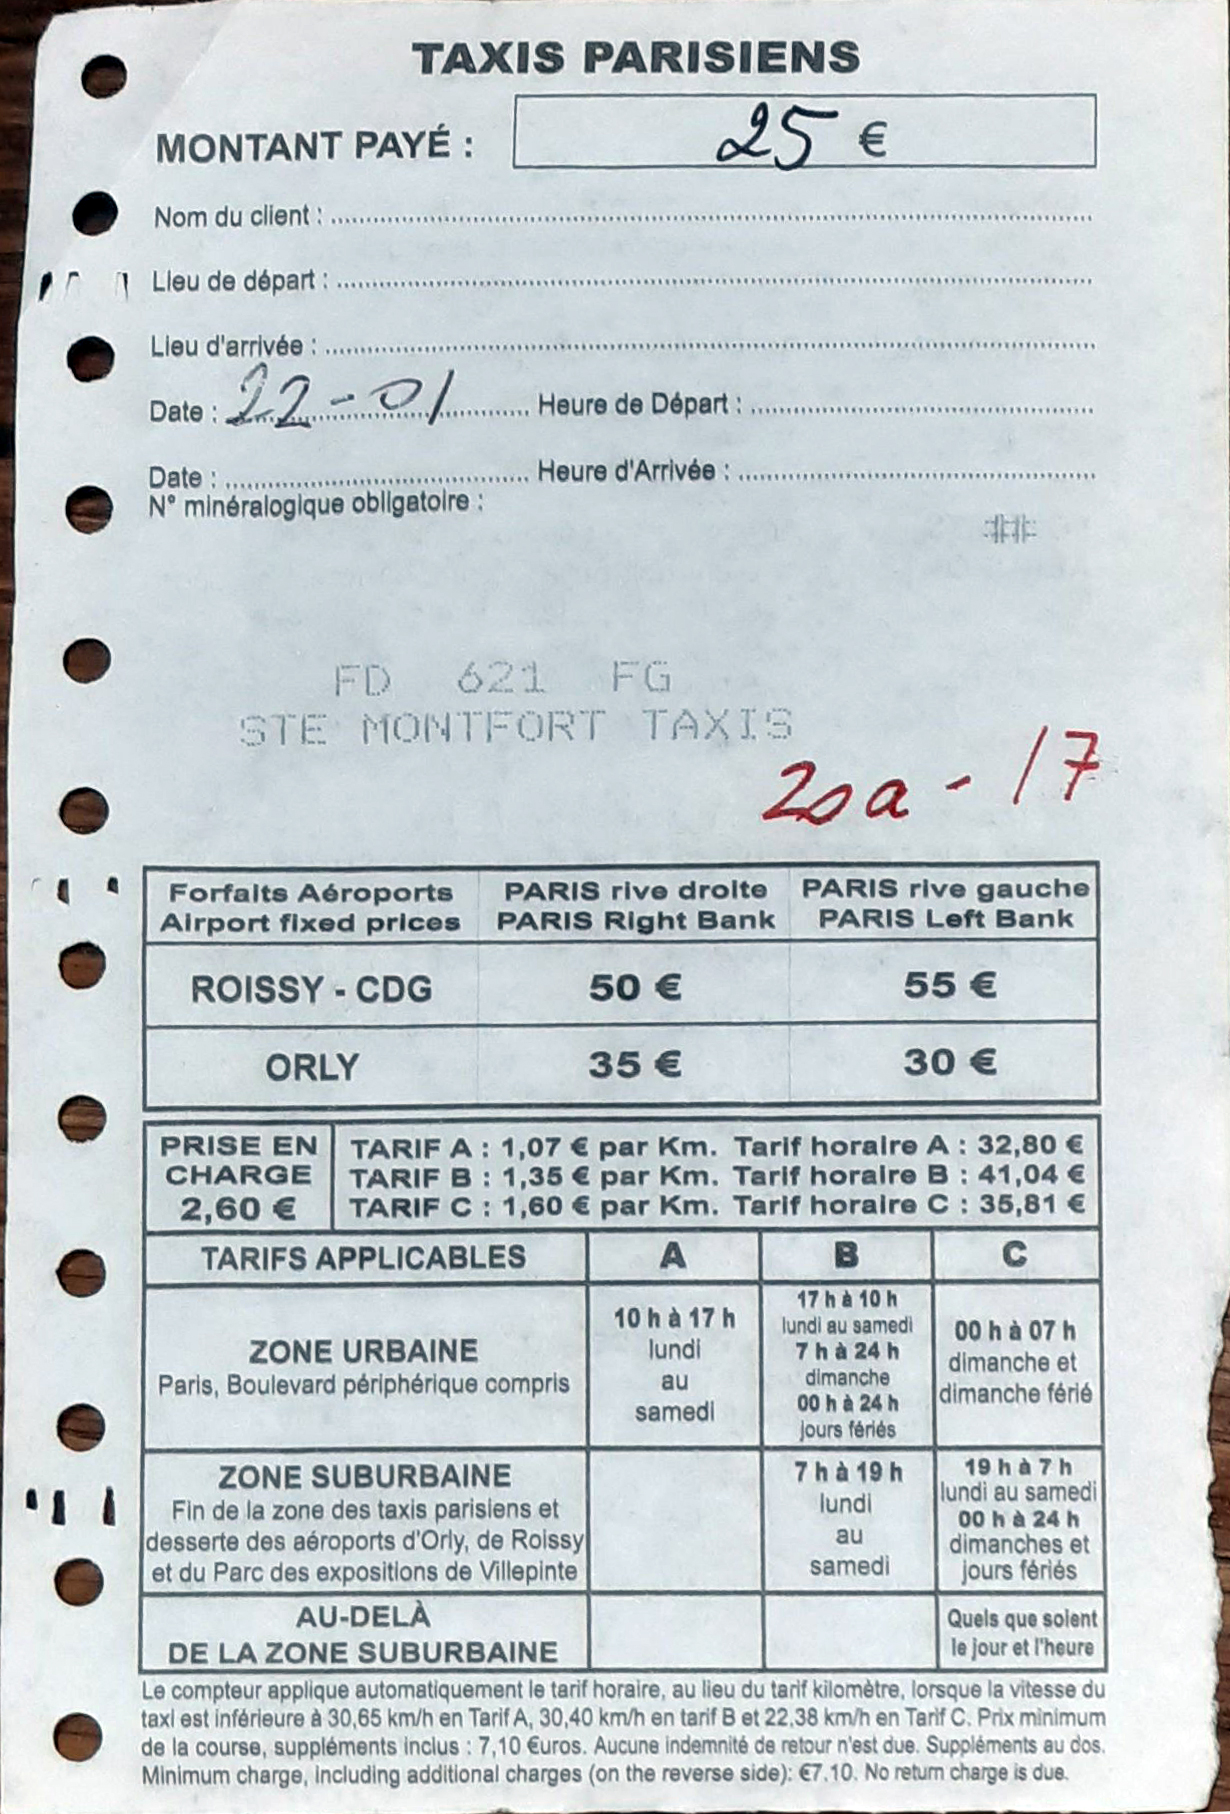 TAXIS PARISIENS
MONTANT PAYÉ : 25 €
Nom du client :
Lieu de départ :
Lieu d'arrivée :
Date : 22-01 Heure de Départ :
Date : Heure d'Arrivée :
N° minéralogique obligatoire :
FD 621 FG
STE MONTFORT TAXIS
20a - 17
Forfaits Aéroports PARIS rive droite PARIS rive gauche
Airport fixed prices PARIS Right Bank PARIS Left Bank
ROISSY - CDG 50 € 55 €
ORLY 35 € 30 €
PRISE EN CHARGE 2,60 €
TARIF A : 1,07 € par Km. Tarif horaire A : 32,80 €
TARIF B : 1,35 € par Km. Tarif horaire B : 41,04 €
TARIF C : 1,60 € par Km. Tarif horaire C : 35,81 €
TARIFS APPLICABLES A B C
ZONE URBAINE
Paris, Boulevard périphérique compris
10 h à 17 h
lundi
au
samedi
17 h à 10 h
lundi au samedi
7 h à 24 h
dimanche
00 h à 24 h
jours fériés
00 h à 07 h
dimanche et
dimanche férié
ZONE SUBURBAINE
Fin de la zone des taxis parisiens et
desserte des aéroports d'Orly, de Roissy
et du Parc des expositions de Villepinte
7 h à 19 h
lundi
au
samedi
19 h à 7 h
lundi au samedi
00 h à 24 h
dimanches et
jours fériés
AU-DELÀ
DE LA ZONE SUBURBAINE
Quels que soient
le jour et l'heure
Le compteur applique automatiquement le tarif horaire, au lieu du tarif kilomètre, lorsque la vitesse du
taxi est inférieure à 30,65 km/h en Tarif A, 30,40 km/h en tarif B et 22,38 km/h en Tarif C. Prix minimum
de la course, suppléments inclus : 7,10 €uros. Aucune indemnité de retour n'est due. Suppléments au dos.
Minimum charge, including additional charges (on the reverse side): €7,10. No return charge is due.